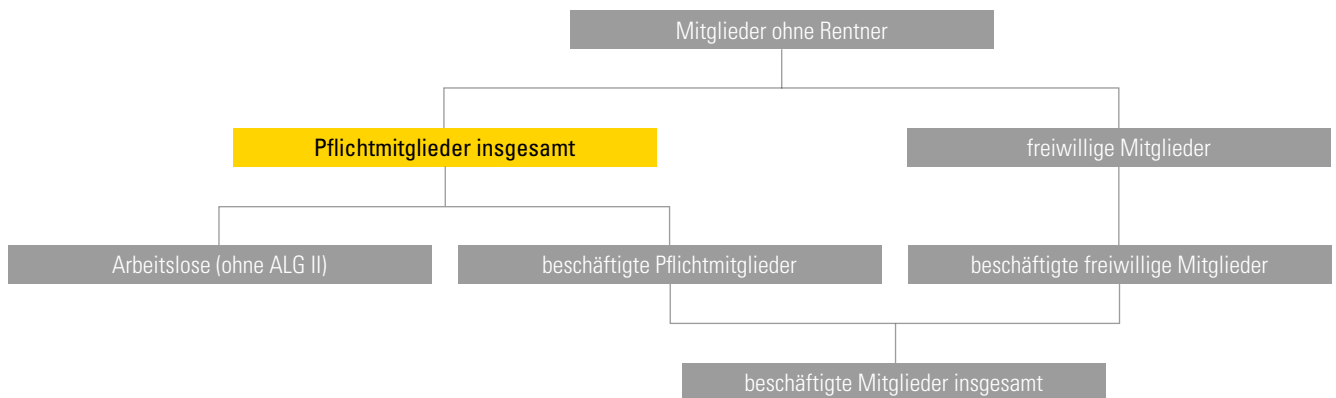 Mitglieder ohne Rentner
Pflichtmitglieder insgesamt
freiwillige Mitglieder
Arbeitslose (ohne ALG II)
beschäftigte Pflichtmitglieder
beschäftigte freiwillige Mitglieder
beschäftigte Mitglieder insgesamt